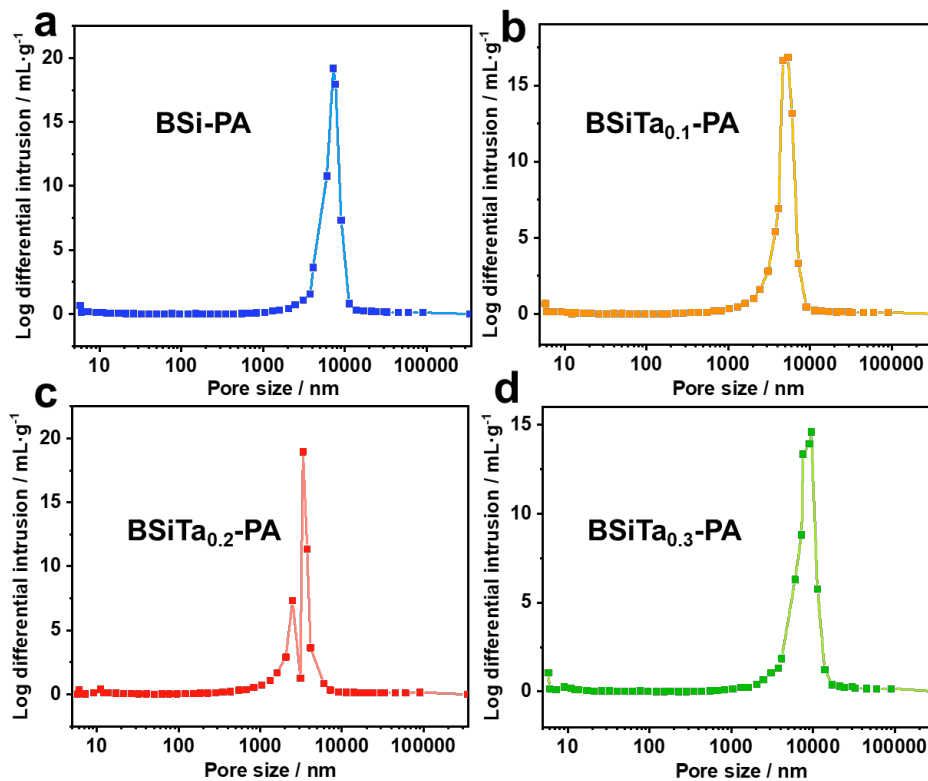 a
Log differential intrusion / mL·g⁻¹
20
15
10
5
0
BSi-PA
10 100 1000 10000 100000
Pore size / nm
b
Log differential intrusion / mL·g⁻¹
15
10
5
0
BSiTa₀.₁-PA
10 100 1000 10000 100000
Pore size / nm
c
Log differential intrusion / mL·g⁻¹
20
15
10
5
0
BSiTa₀.₂-PA
10 100 1000 10000 100000
Pore size / nm
d
Log differential intrusion / mL·g⁻¹
15
10
5
0
BSiTa₀.₃-PA
10 100 1000 10000 100000
Pore size / nm